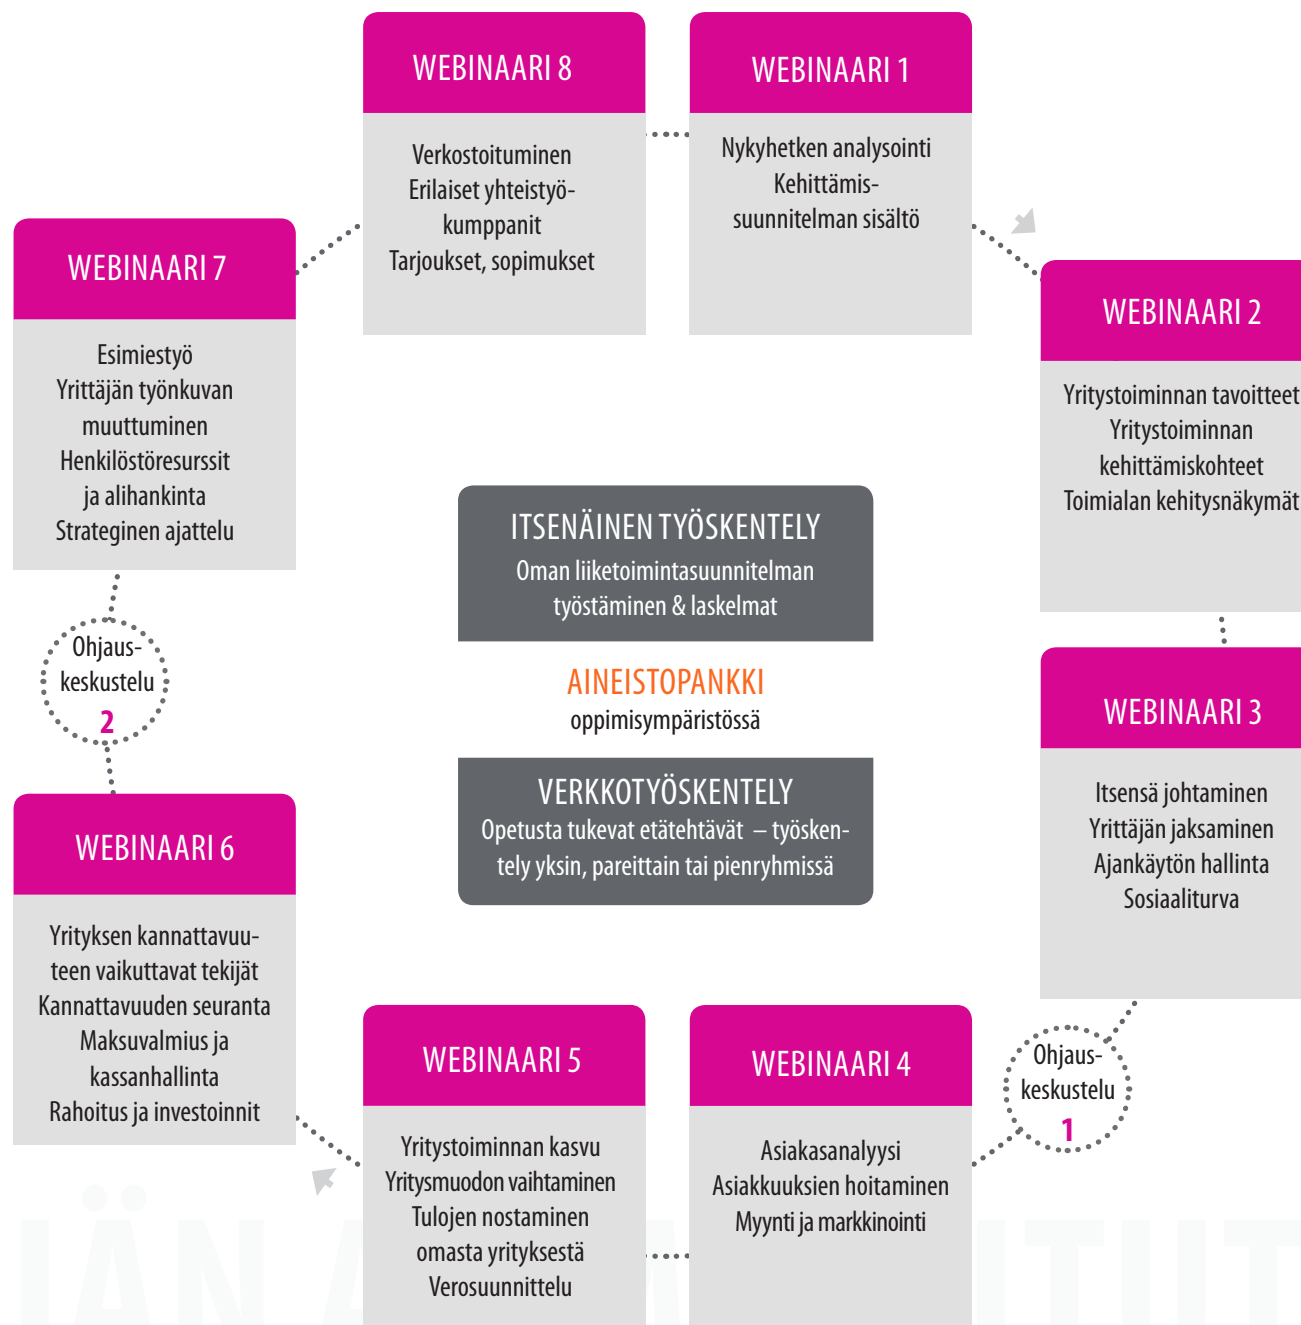 WEBINAARI 8
Verkostoituminen
Erilaiset yhteistyö-
kumppanit
Tarjoukset, sopimukset
WEBINAARI 1
Nykyhetken analysointi
Kehittämis-
suunnitelman sisältö
WEBINAARI 2
Yritystoiminnan tavoitteet
Yritystoiminnan
kehittämiskohteet
Toimialan kehitysnäkymät
WEBINAARI 3
Itsensä johtaminen
Yrittäjän jaksaminen
Ajankäytön hallinta
Sosiaaliturva
Ohjaus-
keskustelu
1
WEBINAARI 4
Asiakasanalyysi
Asiakkuuksien hoitaminen
Myynti ja markkinointi
WEBINAARI 5
Yritystoiminnan kasvu
Yritysmuodon vaihtaminen
Tulojen nostaminen
omasta yrityksestä
Verosuunnittelu
WEBINAARI 6
Yrityksen kannattavuu-
teen vaikuttavat tekijät
Kannattavuuden seuranta
Maksuvalmius ja
kassanhallinta
Rahoitus ja investoinnit
Ohjaus-
keskustelu
2
WEBINAARI 7
Esimiestyö
Yrittäjän työnkuvan
muuttuminen
Henkilöstöresurssit
ja alihankinta
Strateginen ajattelu
ITSENÄINEN TYÖSKENTELY
Oman liiketoimintasuunnitelman
työstäminen & laskelmat
AINEISTOPANKKI
oppimisympäristössä
VERKKOTYÖSKENTELY
Opetusta tukevat etätehtävät – työsken-
tely yksin, pareittain tai pienryhmissä